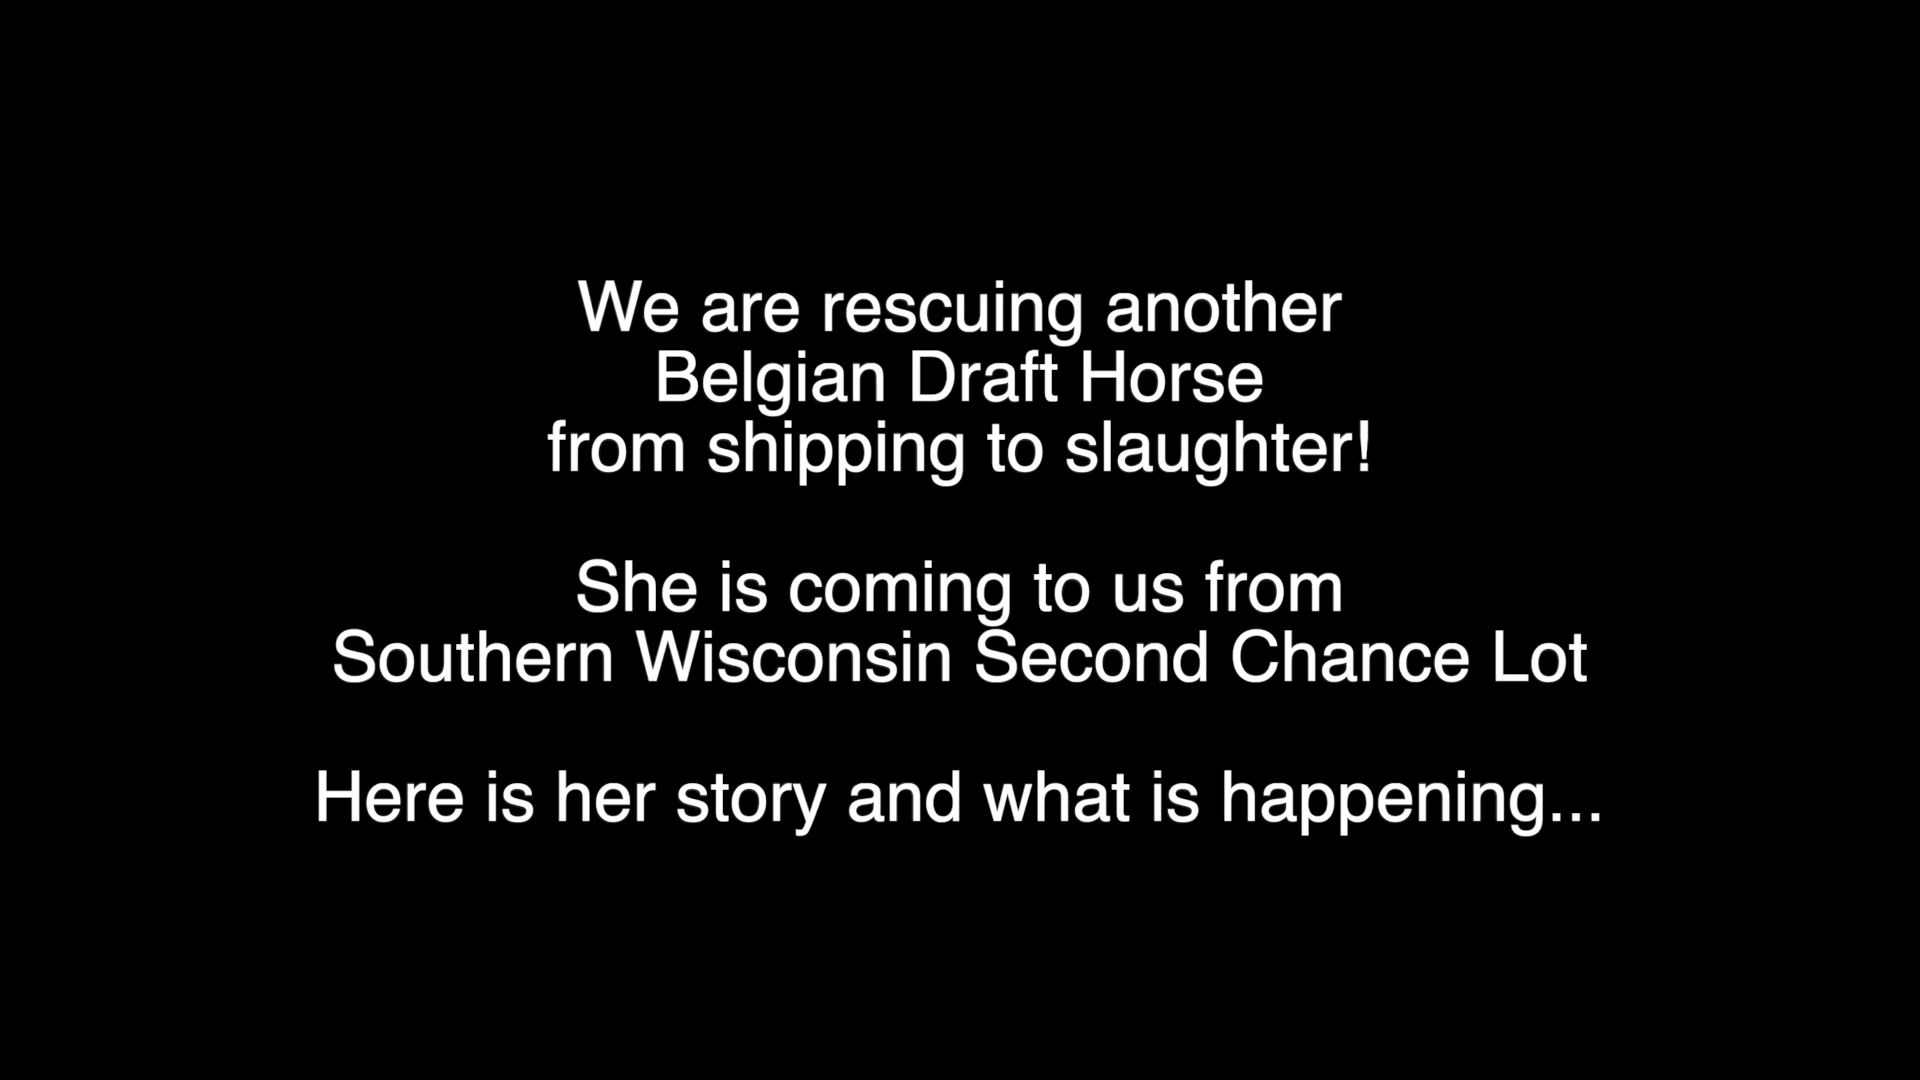 We are rescuing another
Belgian Draft Horse
from shipping to slaughter!
She is coming to us from
Southern Wisconsin Second Chance Lot
Here is her story and what is happening...